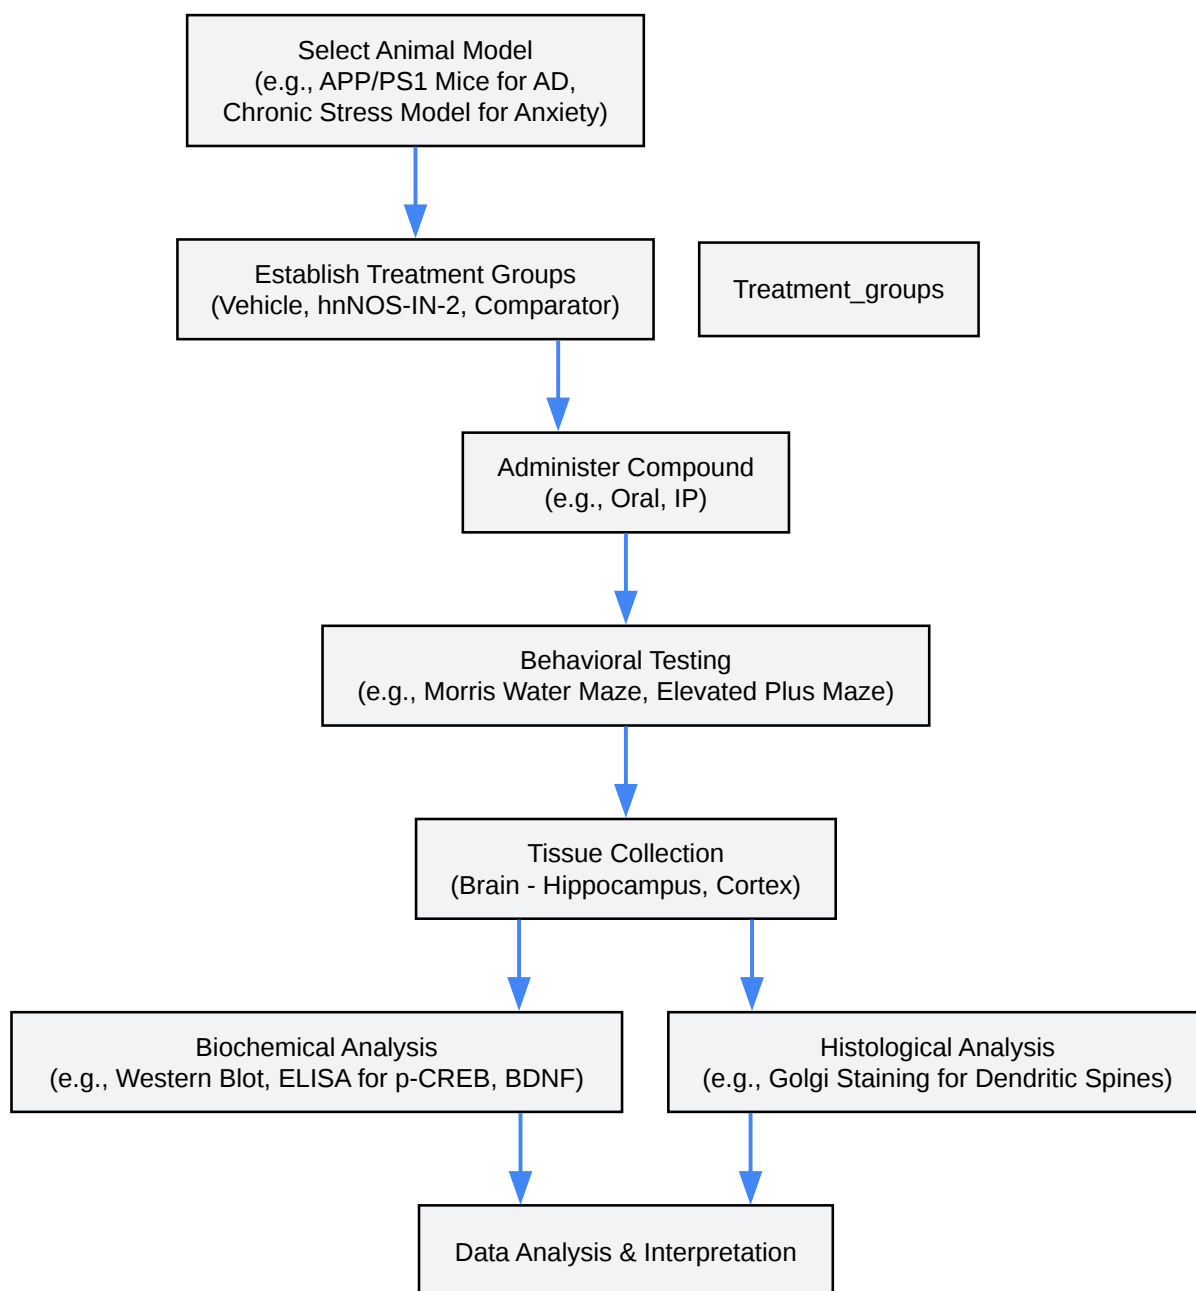 Select Animal Model
(e.g., APP/PS1 Mice for AD,
Chronic Stress Model for Anxiety)
Establish Treatment Groups
(Vehicle, hnNOS-IN-2, Comparator)
Treatment_groups
Administer Compound
(e.g., Oral, IP)
Behavioral Testing
(e.g., Morris Water Maze, Elevated Plus Maze)
Tissue Collection
(Brain - Hippocampus, Cortex)
Biochemical Analysis
(e.g., Western Blot, ELISA for p-CREB, BDNF)
Histological Analysis
(e.g., Golgi Staining for Dendritic Spines)
Data Analysis & Interpretation